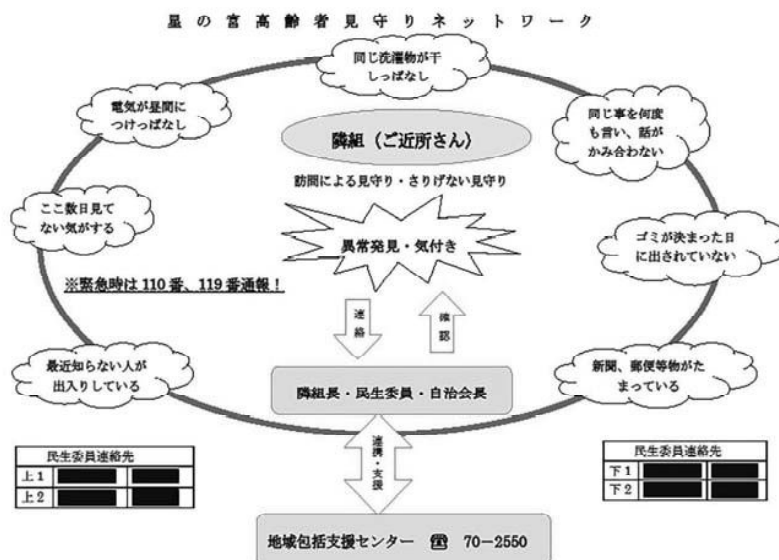 星の宮高齢者見守りネットワーク
同じ洗濯物が干
しっぱなし
電気が昼間に
つけっぱなし
同じ事を何度
も言い、話が
かみ合わない
隣組（ご近所さん）
訪問による見守り・さりげない見守り
ここ数日見て
ない気がする
異常発見・気付き
ゴミが決まった日
に出されていない
※緊急時は 110 番、119 番通報！
連絡
確認
最近知らない人が
出入りしている
新聞、郵便等物がた
まっている
隣組長・民生委員・自治会長
連携・支援
民生委員連絡先
上1
上2
民生委員連絡先
下1
下2
地域包括支援センター ☎ 70－2550